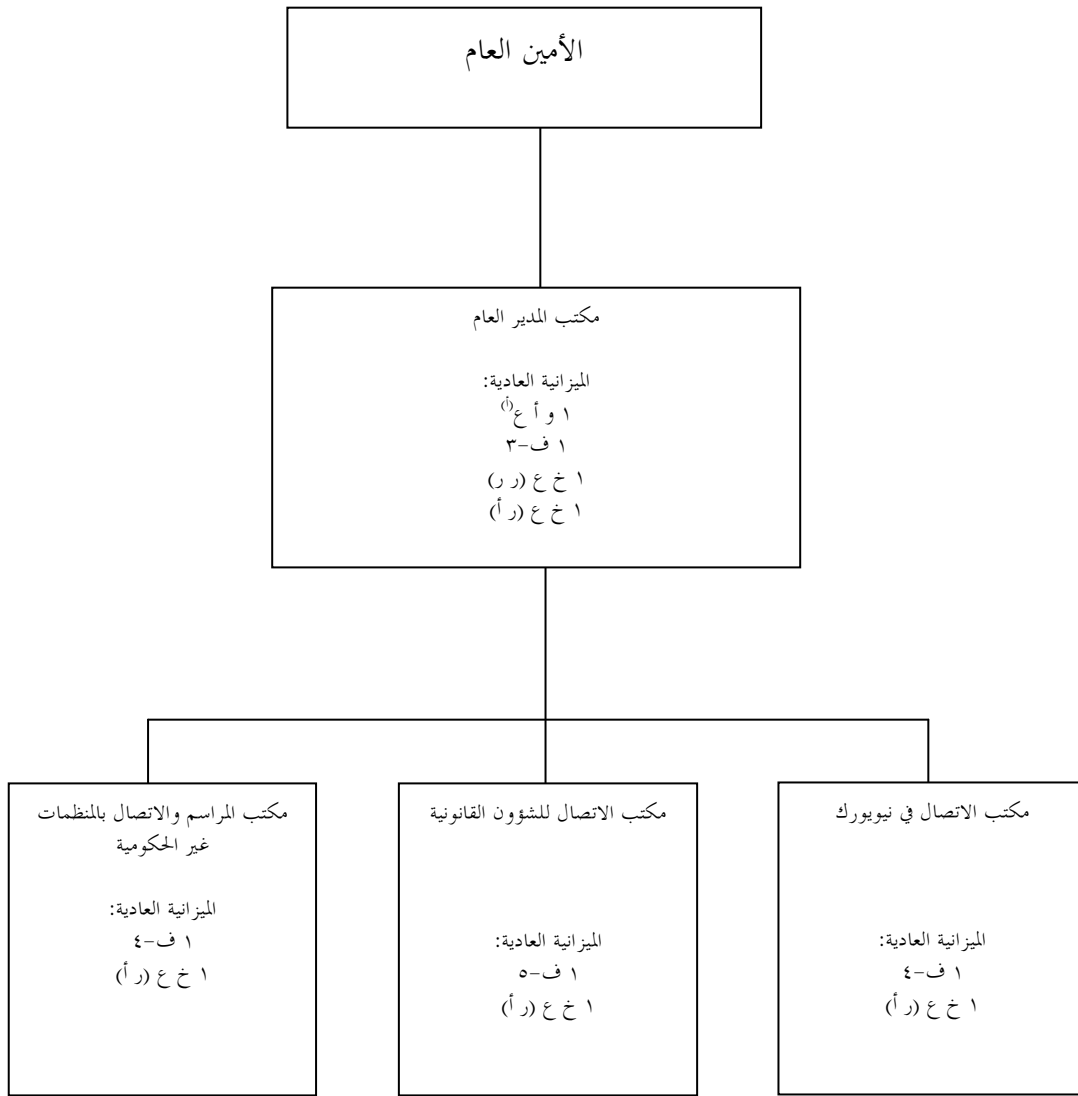 الأمين العام
مكتب المدير العام
الميزانية العادية:
١ و أ ع(أ)
١ ف-٣
١ خ ع (ر ر)
١ خ ع (ر أ)
مكتب الاتصال في نيويورك
الميزانية العادية:
١ ف-٤
١ خ ع (ر أ)
مكتب الاتصال للشؤون القانونية
الميزانية العادية:
١ ف-٥
١ خ ع (ر أ)
مكتب المراسم والاتصال بالمنظمات
غير الحكومية
الميزانية العادية:
١ ف-٤
١ خ ع (ر أ)